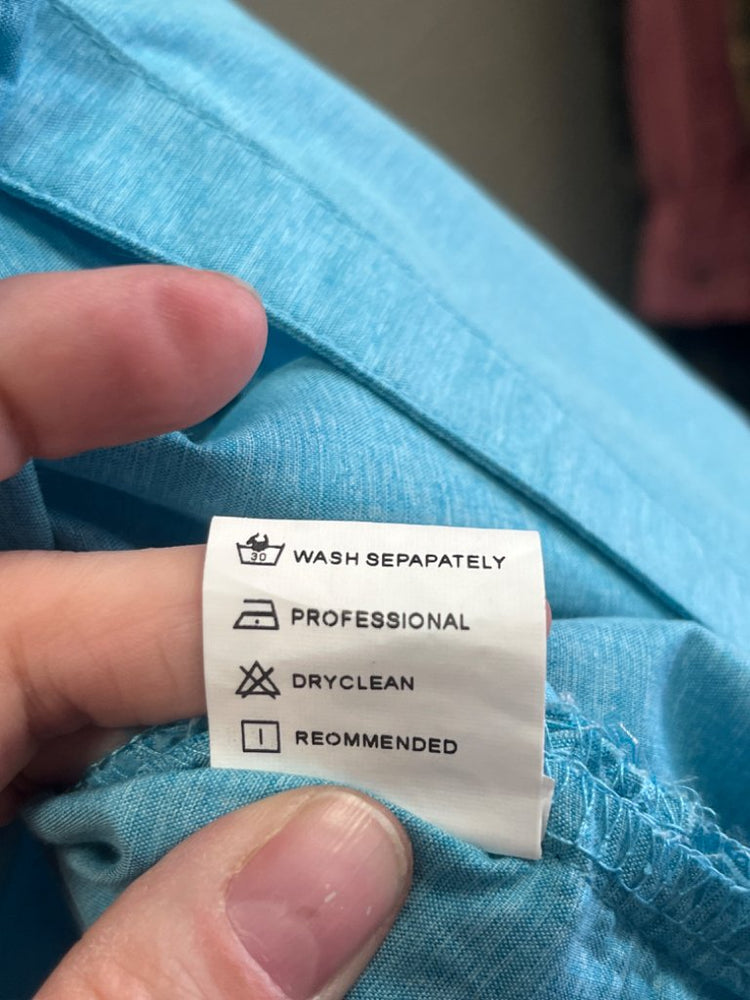 30 WASH SEPAPATELY
PROFESSIONAL
DRYCLEAN
REOMMENDED